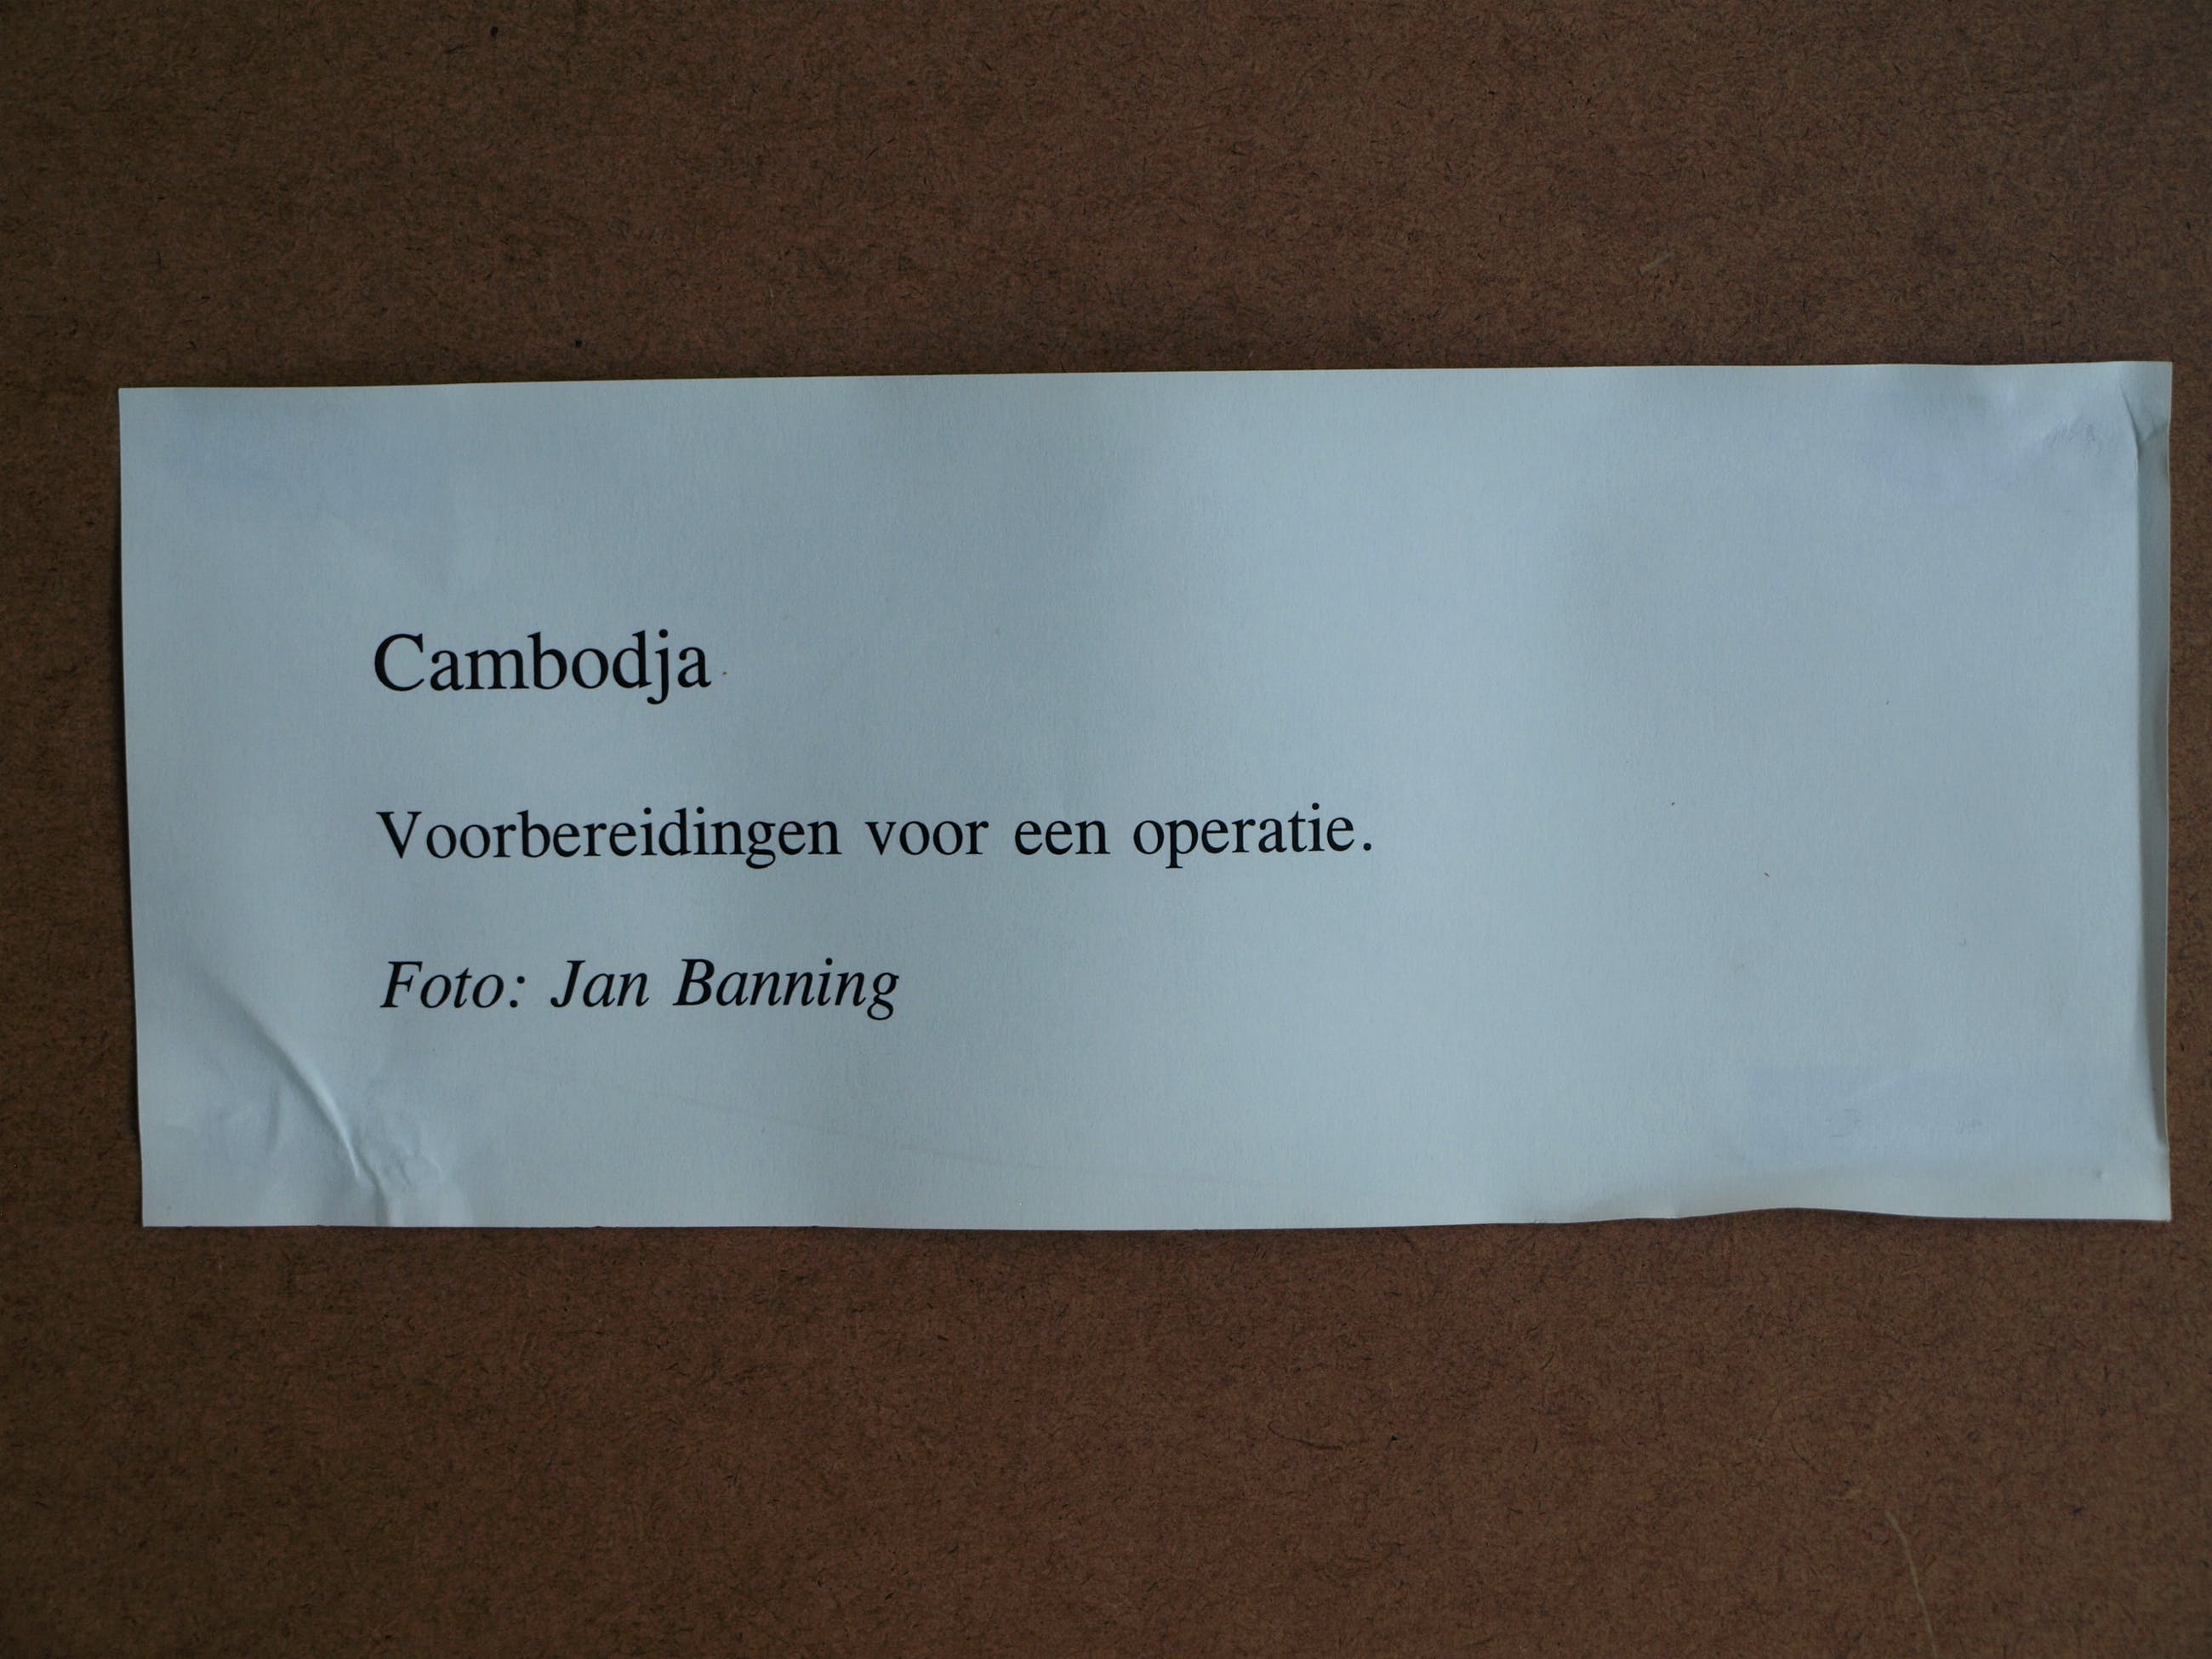 Cambodja
Voorbereidingen voor een operatie.
Foto: Jan Banning